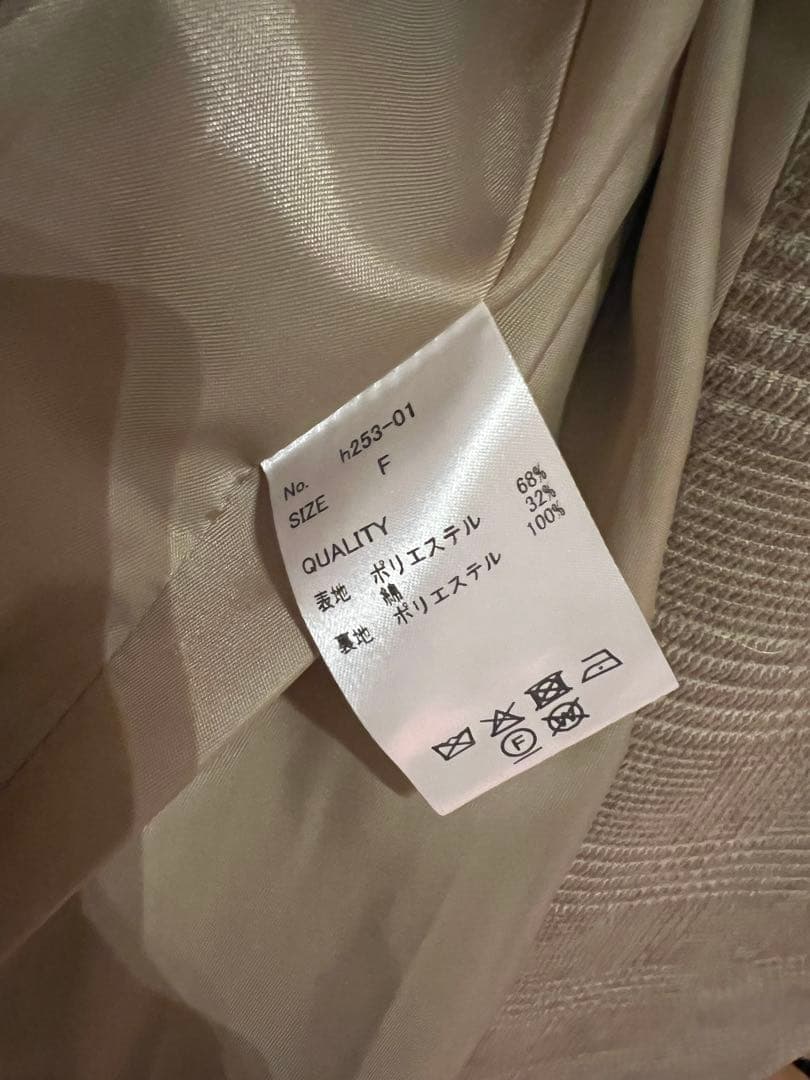 No. h253-01
SIZE F
QUALITY
表地 ポリエステル 68%
綿 32%
裏地 ポリエステル 100%
F W